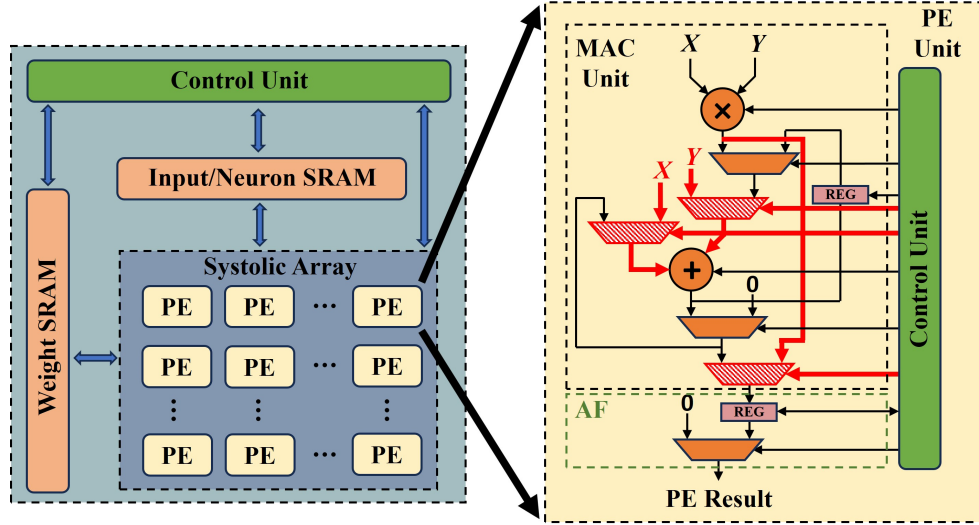 Control Unit
Input/Neuron SRAM
Weight SRAM
Systolic Array
PE PE ··· PE
PE PE ··· PE
⋮ ⋮ ⋮
PE PE ··· PE
PE
Unit
MAC
Unit
X Y
×
X Y
REG
+
0
Control Unit
AF
0
REG
PE Result